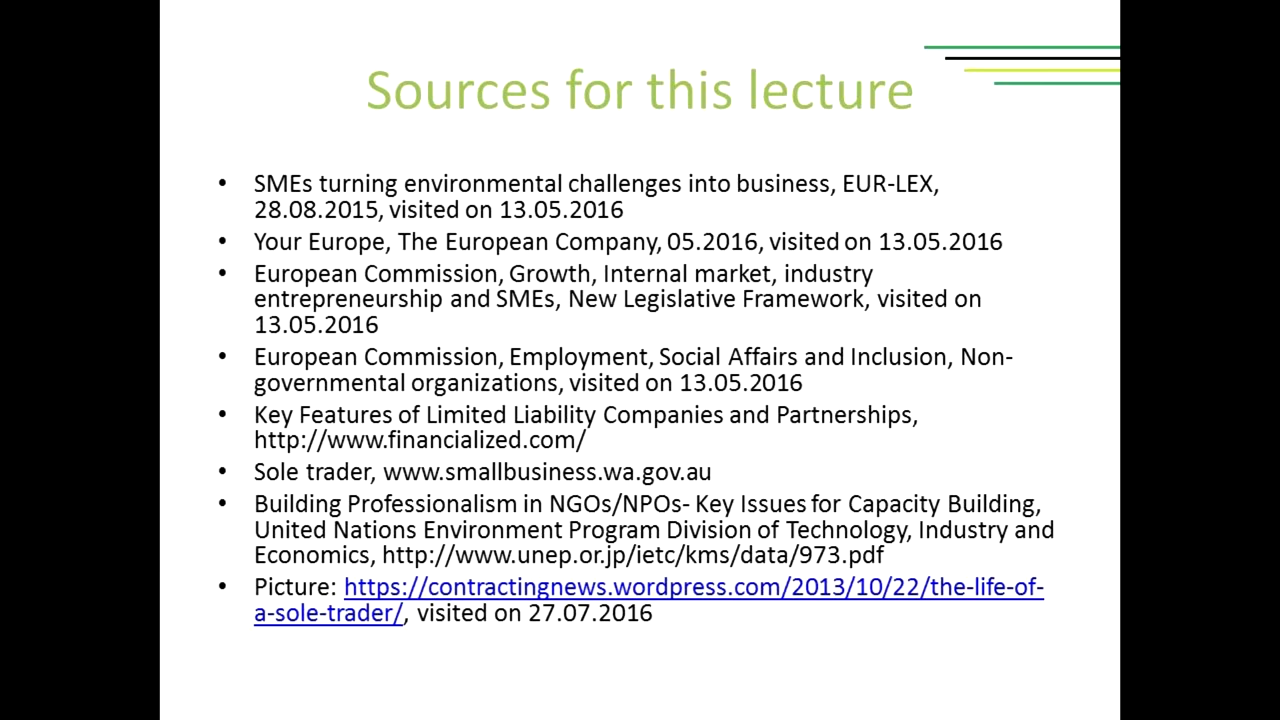 Sources for this lecture
• SMEs turning environmental challenges into business, EUR-LEX,
28.08.2015, visited on 13.05.2016
• Your Europe, The European Company, 05.2016, visited on 13.05.2016
• European Commission, Growth, Internal market, industry
entrepreneurship and SMEs, New Legislative Framework, visited on
13.05.2016
• European Commission, Employment, Social Affairs and Inclusion, Non-
governmental organizations, visited on 13.05.2016
• Key Features of Limited Liability Companies and Partnerships,
http://www.financialized.com/
• Sole trader, www.smallbusiness.wa.gov.au
• Building Professionalism in NGOs/NPOs- Key Issues for Capacity Building,
United Nations Environment Program Division of Technology, Industry and
Economics, http://www.unep.or.jp/ietc/kms/data/973.pdf
• Picture: https://contractingnews.wordpress.com/2013/10/22/the-life-of-
a-sole-trader/, visited on 27.07.2016